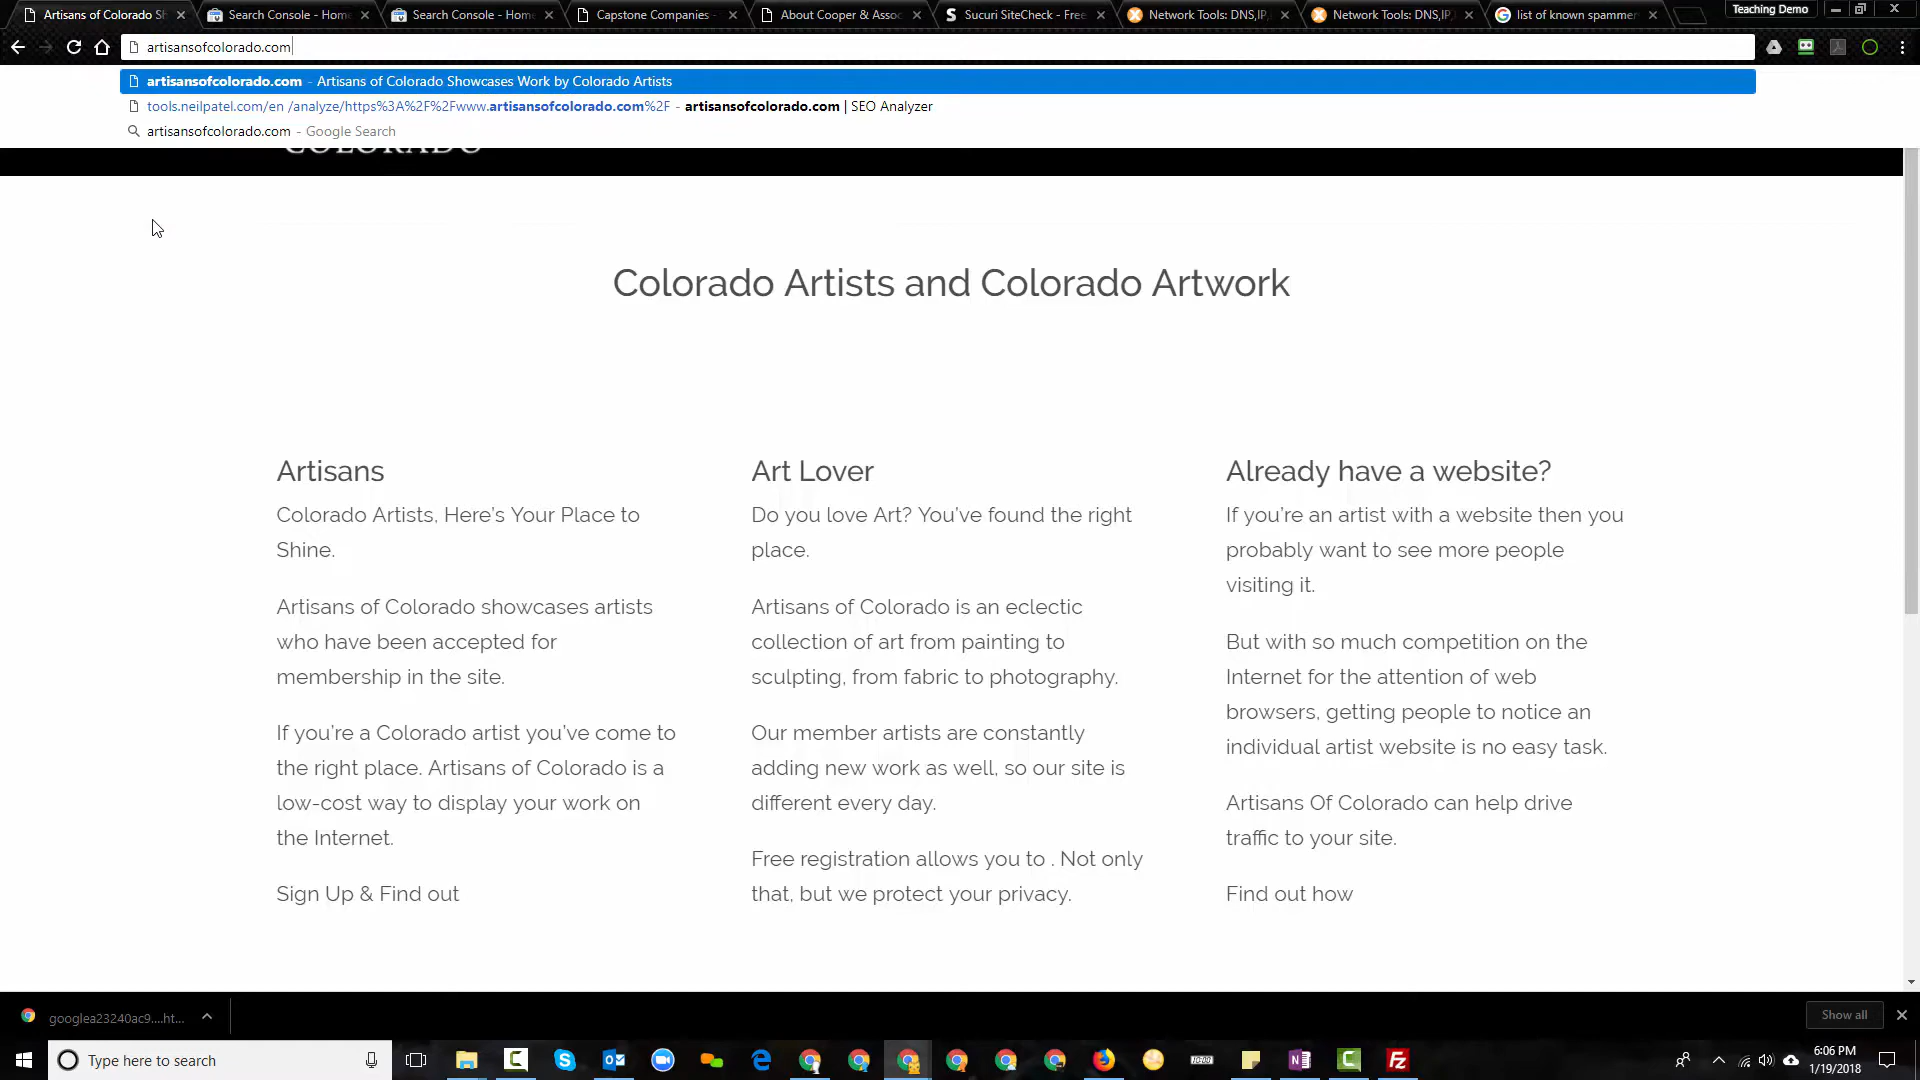 Artisans of Colorado Sh
Search Console - Hom
Search Console - Hom
Capstone Companies -
About Cooper & Assoc
Sucuri SiteCheck - Free
Network Tools: DNS,IP,
Network Tools: DNS,IP,
list of known spammer
Teaching Demo
artisansofcolorado.com
artisansofcolorado.com - Artisans of Colorado Showcases Work by Colorado Artists
tools.neilpatel.com/en /analyze/https%3A%2F%2Fwww.artisansofcolorado.com%2F - artisansofcolorado.com | SEO Analyzer
artisansofcolorado.com - Google Search
COLORADO
Colorado Artists and Colorado Artwork
Artisans
Colorado Artists, Here's Your Place to
Shine.
Artisans of Colorado showcases artists
who have been accepted for
membership in the site.
If you're a Colorado artist you've come to
the right place. Artisans of Colorado is a
low-cost way to display your work on
the Internet.
Sign Up & Find out
Art Lover
Do you love Art? You've found the right
place.
Artisans of Colorado is an eclectic
collection of art from painting to
sculpting, from fabric to photography.
Our member artists are constantly
adding new work as well, so our site is
different every day.
Free registration allows you to . Not only
that, but we protect your privacy.
Already have a website?
If you're an artist with a website then you
probably want to see more people
visiting it.
But with so much competition on the
Internet for the attention of web
browsers, getting people to notice an
individual artist website is no easy task.
Artisans Of Colorado can help drive
traffic to your site.
Find out how
googlea23240ac9....ht...
Show all
Type here to search
6:06 PM
1/19/2018